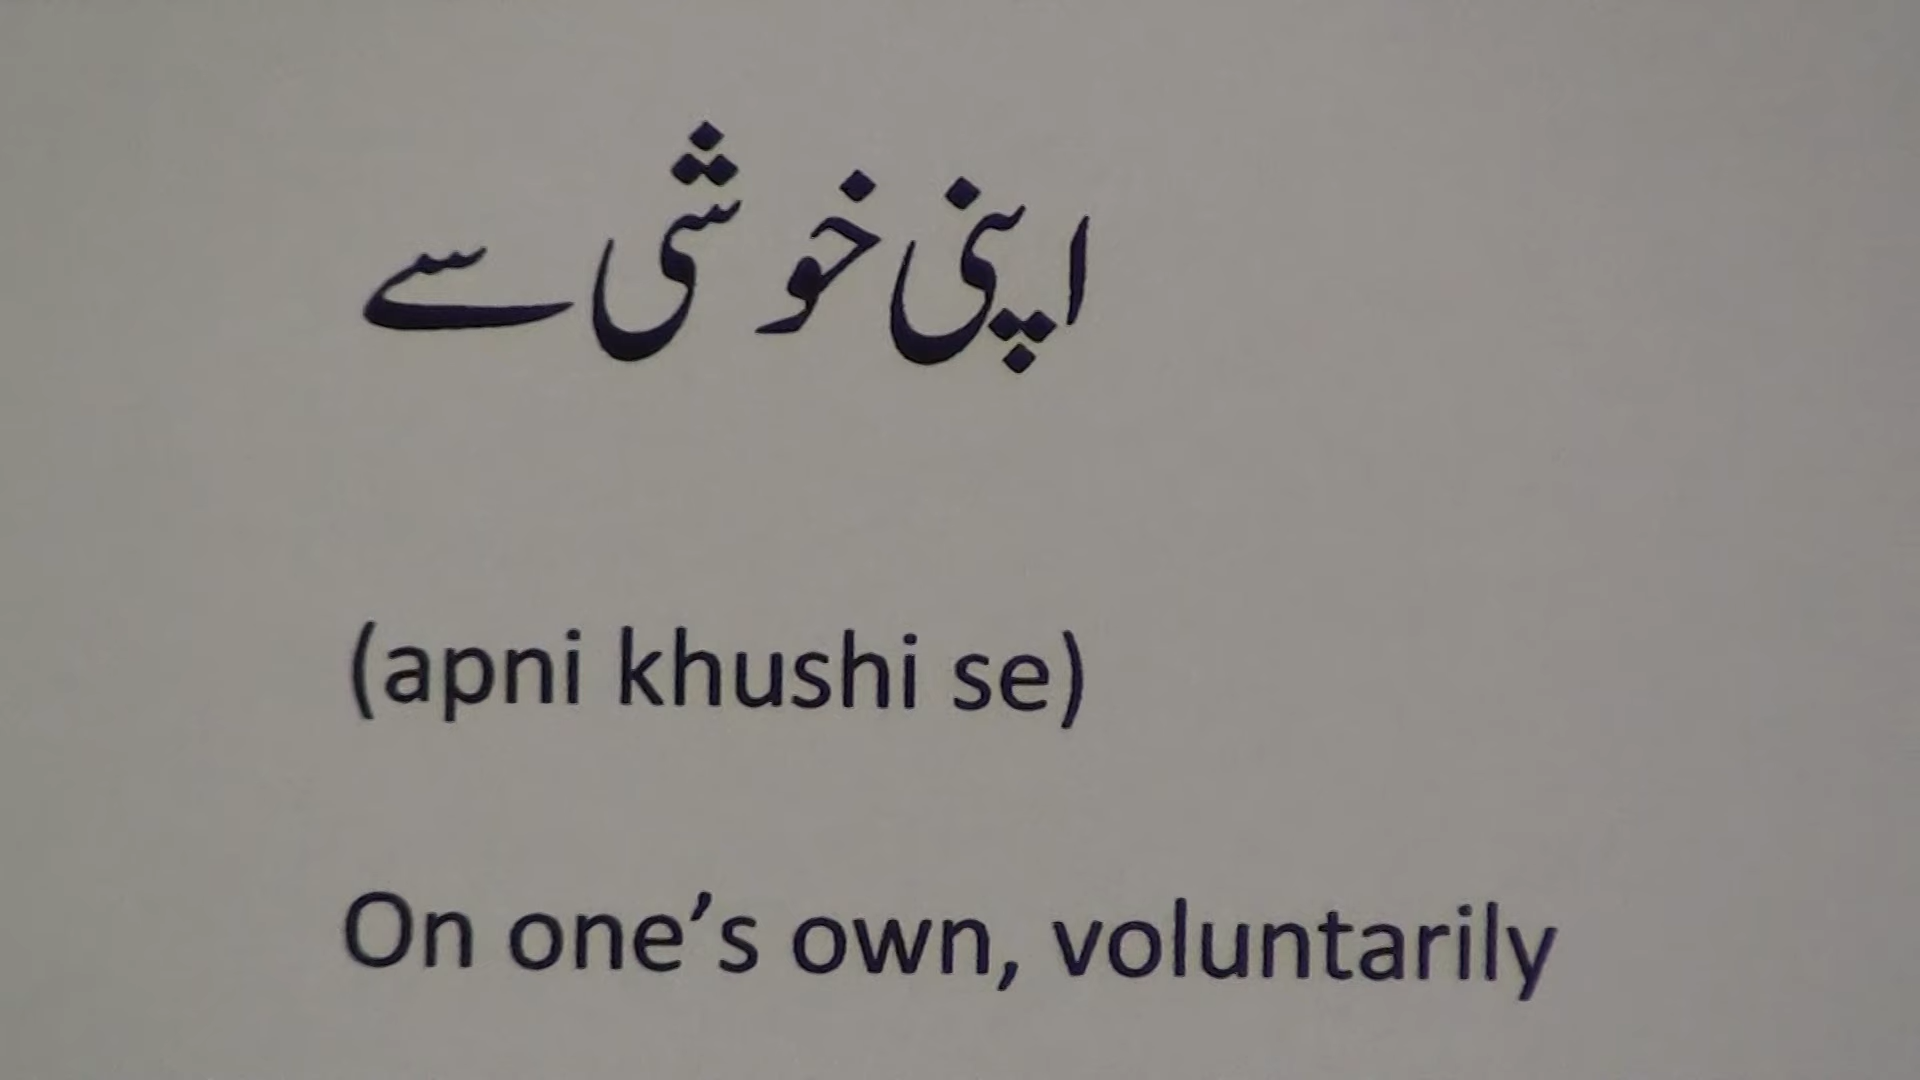 اپنی خوشی سے
(apni khushi se)
On one’s own, voluntarily